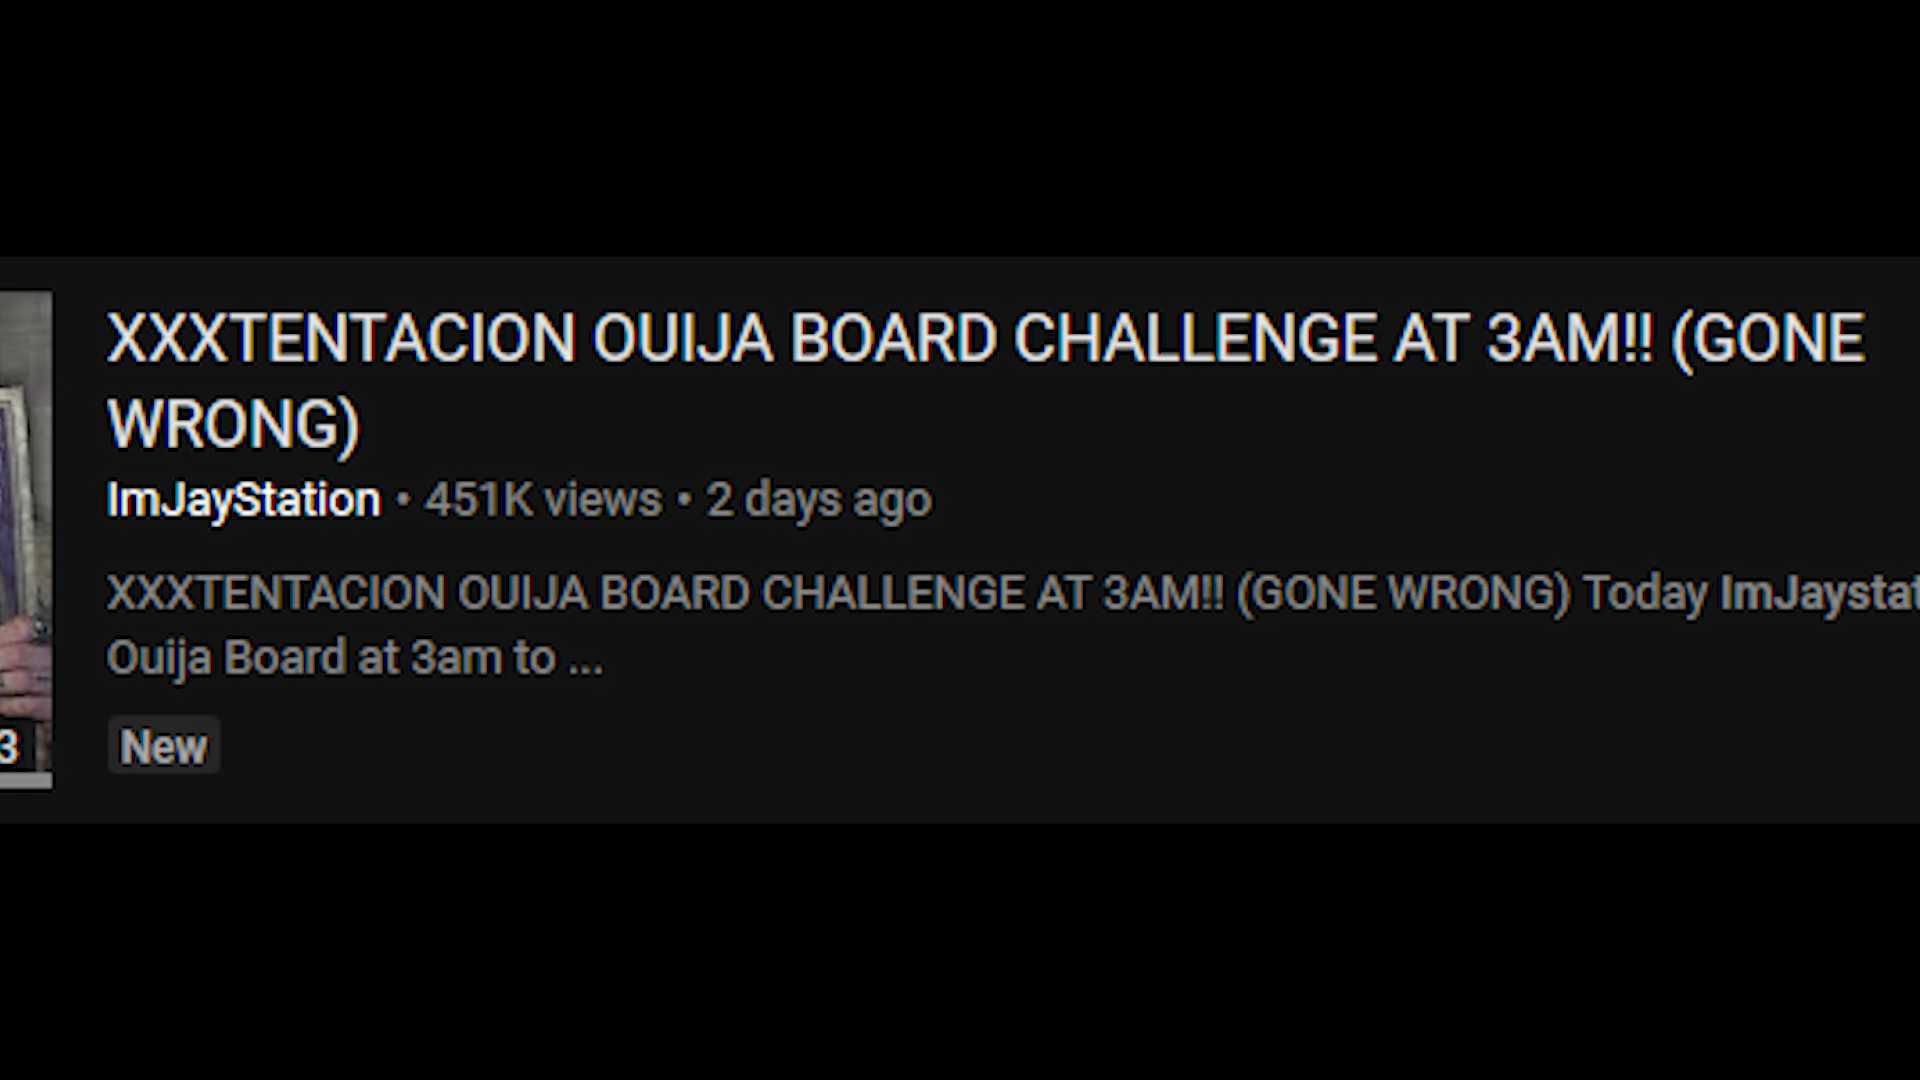 XXXTENTACION OUIJA BOARD CHALLENGE AT 3AM!! (GONE
WRONG)
ImJayStation • 451K views • 2 days ago
XXXTENTACION OUIJA BOARD CHALLENGE AT 3AM!! (GONE WRONG) Today ImJaystat
Ouija Board at 3am to ...
3
New